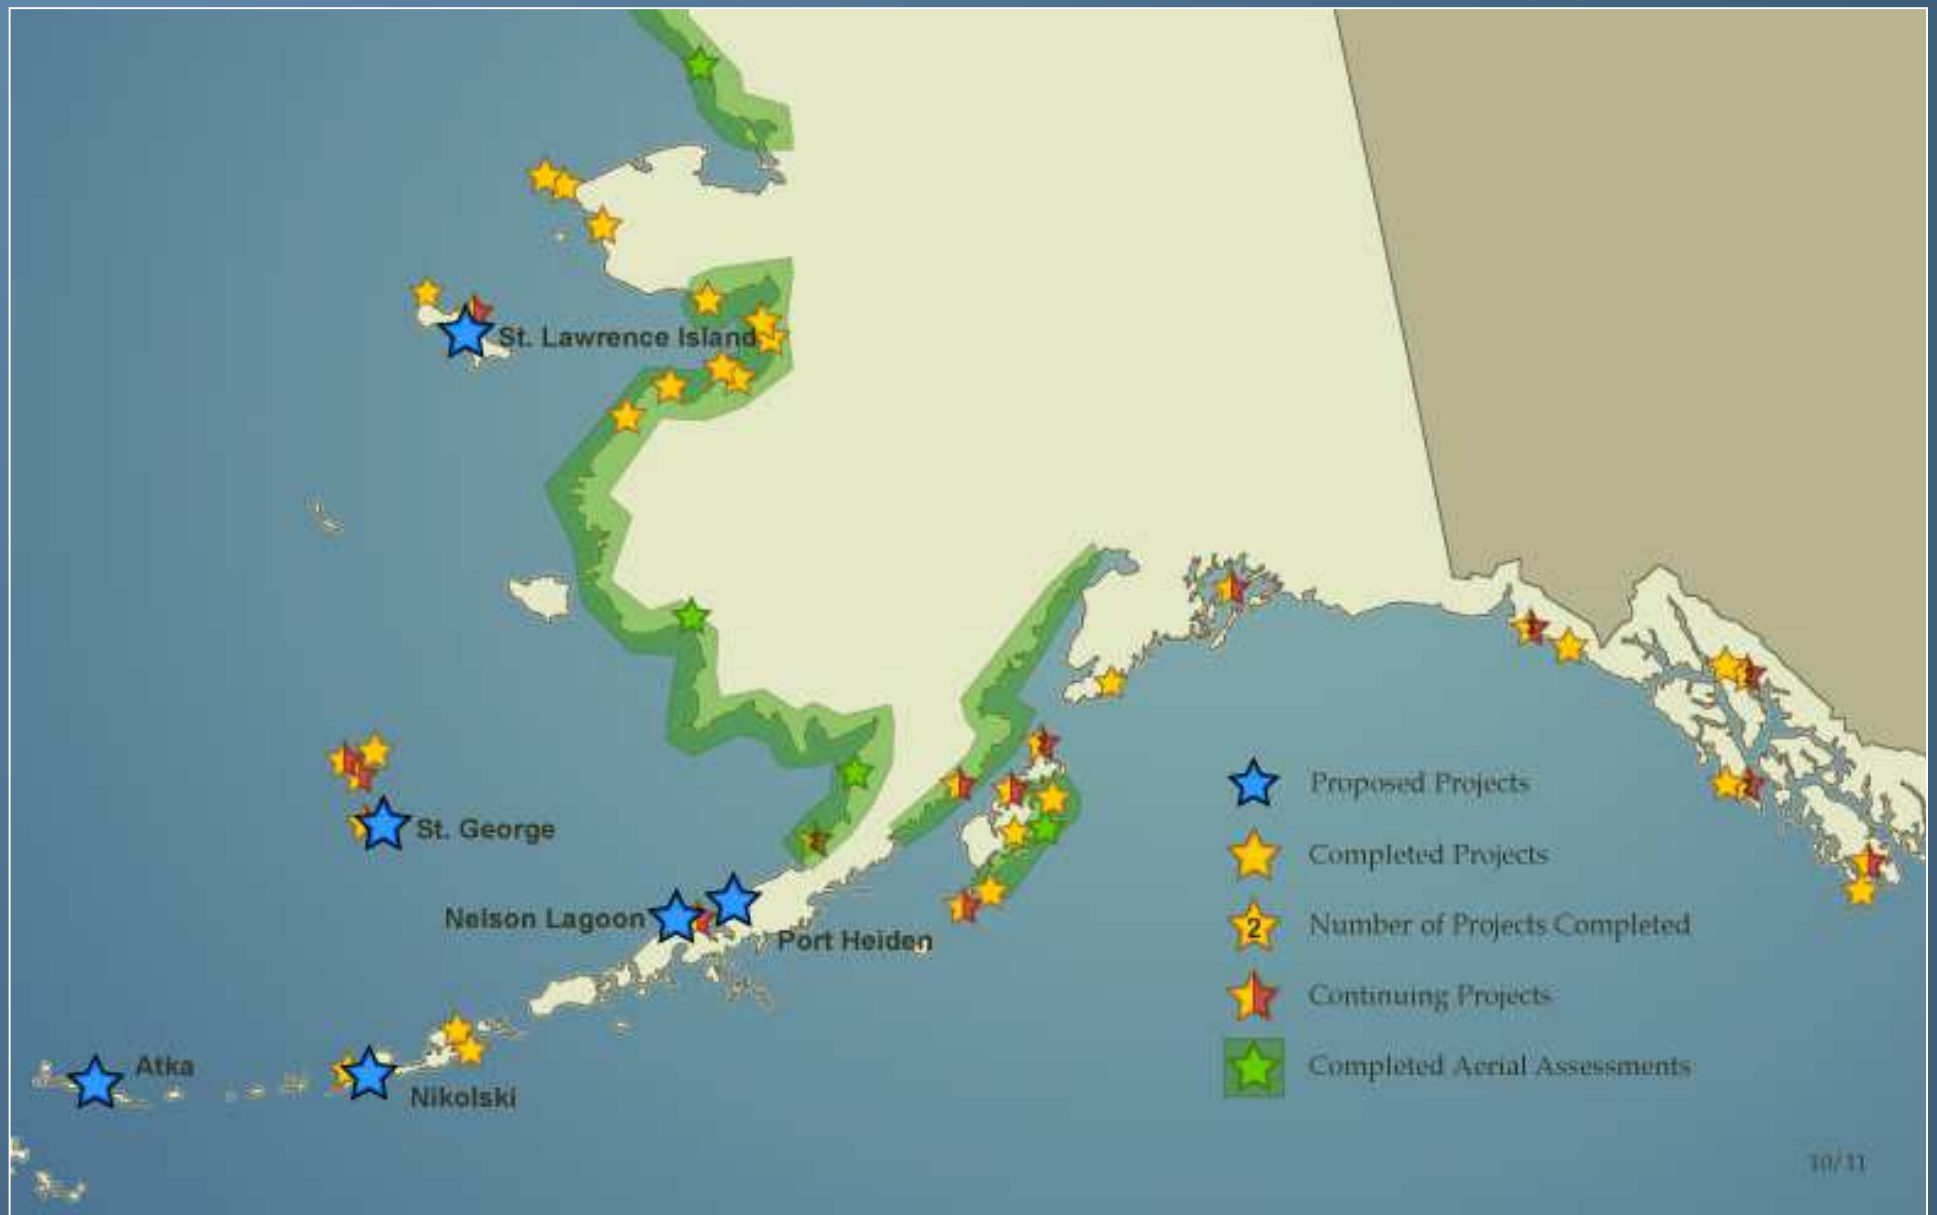 St. Lawrence Island
St. George
Nelson Lagoon
Port Heiden
Atka
Nikolski
Proposed Projects
Completed Projects
2
Number of Projects Completed
Continuing Projects
Completed Aerial Assessments
10/11